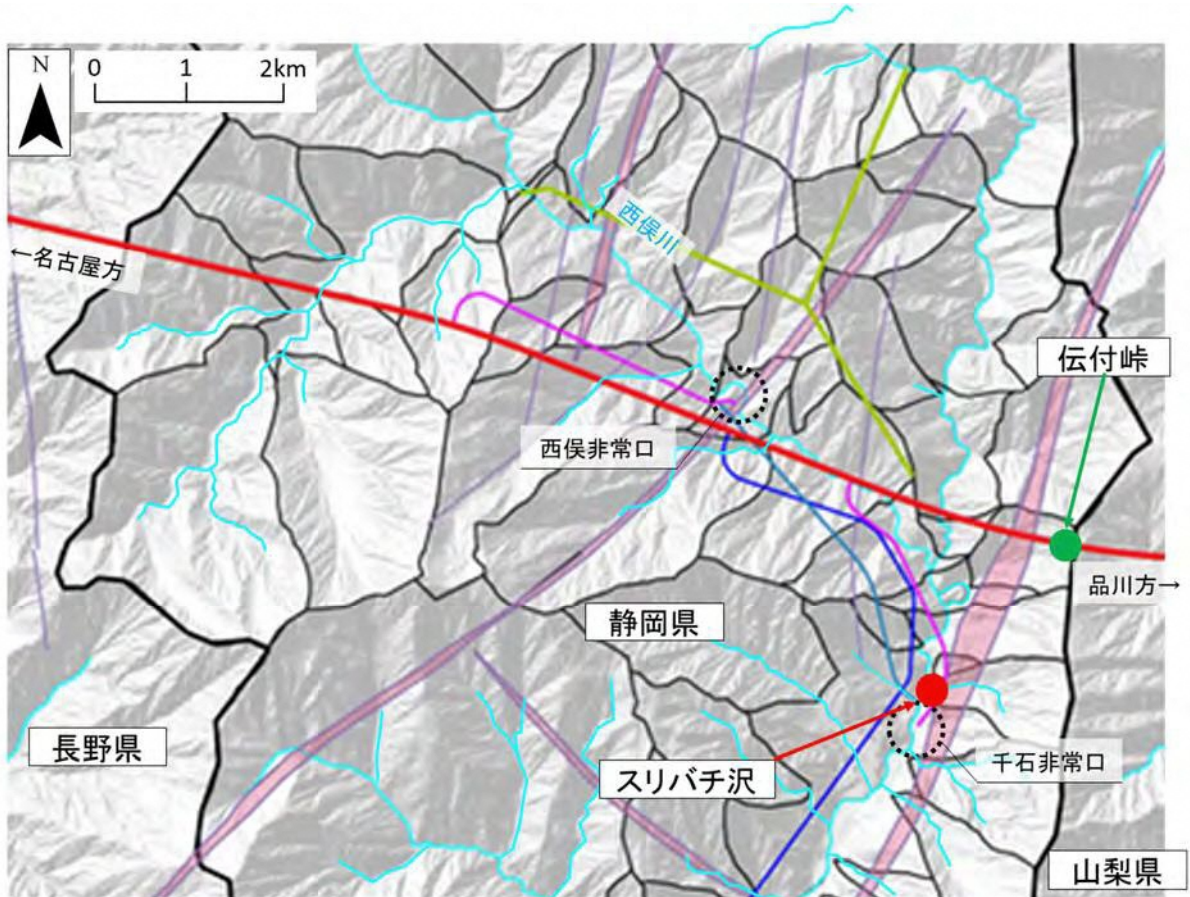 N
0 1 2km
西俣川
←名古屋方
伝付峠
西俣非常口
品川方→
静岡県
長野県
スリバチ沢
千石非常口
山梨県